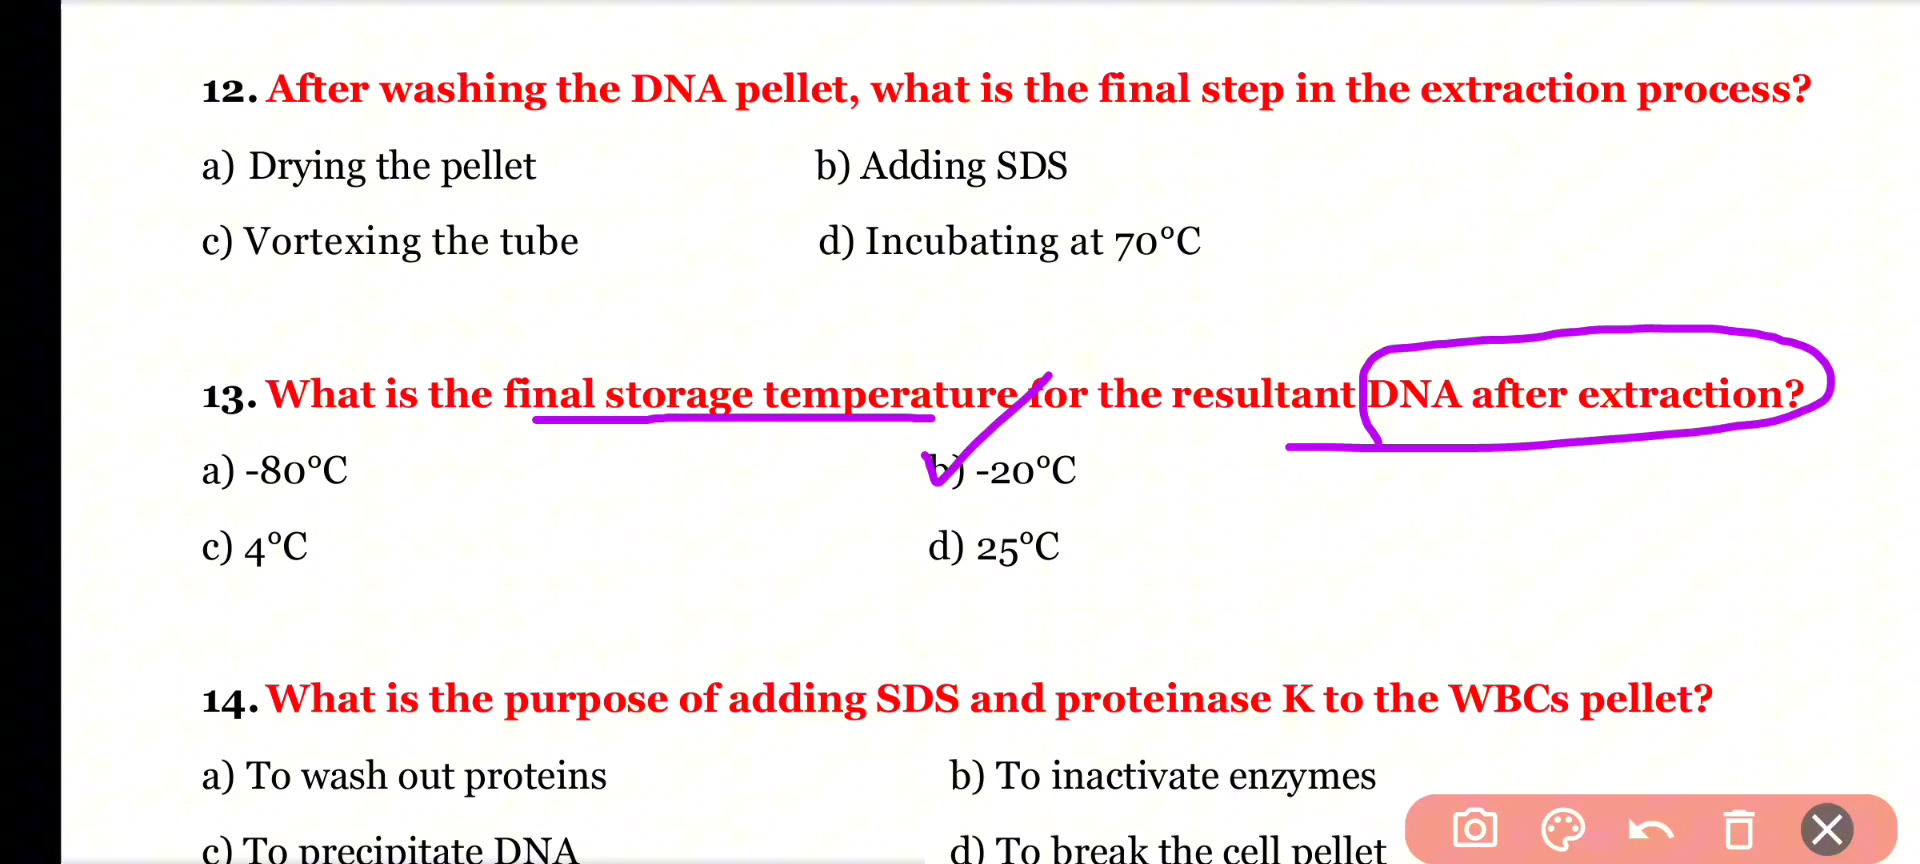 12. After washing the DNA pellet, what is the final step in the extraction process?
a) Drying the pellet b) Adding SDS
c) Vortexing the tube d) Incubating at 70°C
13. What is the final storage temperature for the resultant DNA after extraction?
a) -80°C b) -20°C
c) 4°C d) 25°C
14. What is the purpose of adding SDS and proteinase K to the WBCs pellet?
a) To wash out proteins b) To inactivate enzymes
c) To precipitate DNA d) To break the cell pellet